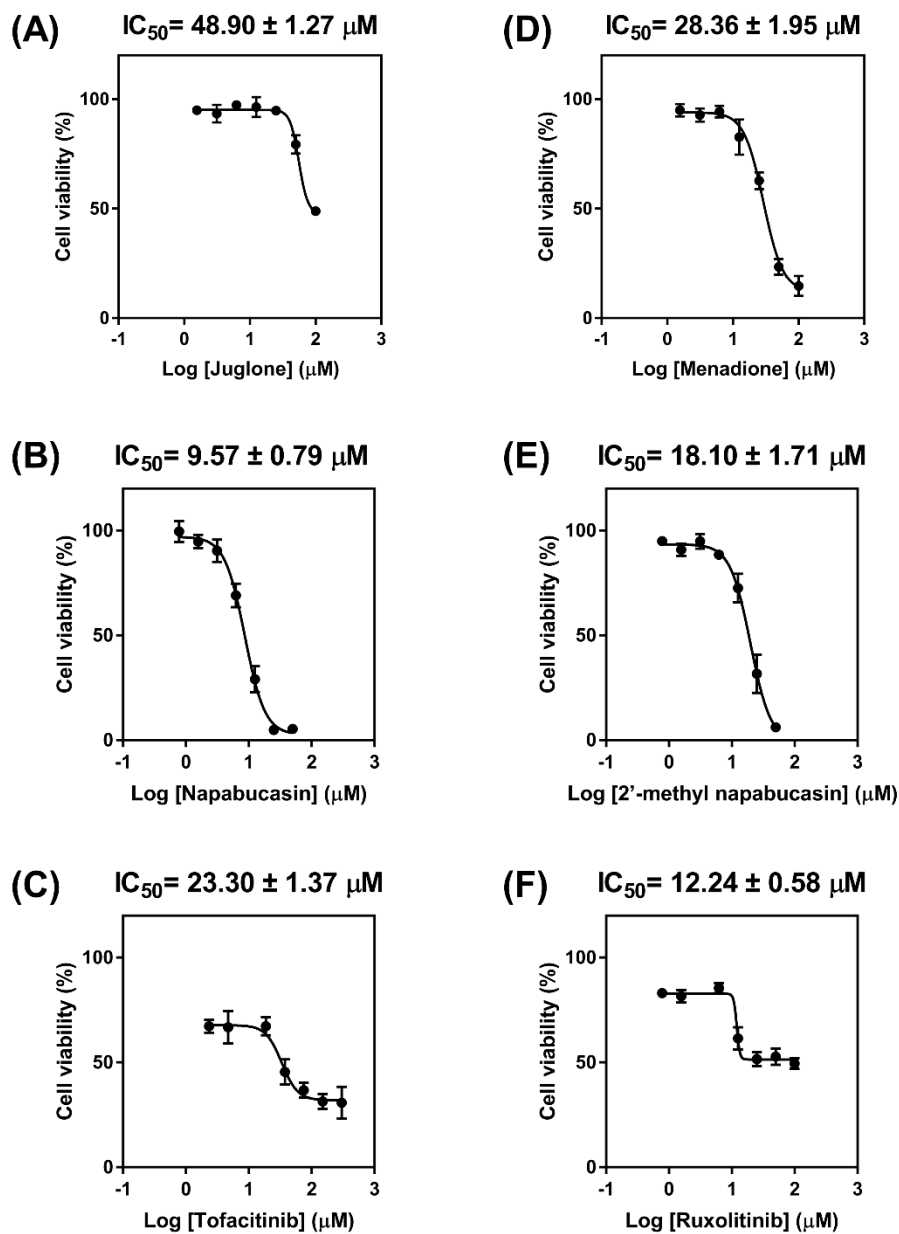 (A)
IC50= 48.90 ± 1.27 μM
Cell viability (%)
100
50
0
-1 0 1 2 3
Log [Juglone] (μM)
(D)
IC50= 28.36 ± 1.95 μM
Cell viability (%)
100
50
0
-1 0 1 2 3
Log [Menadione] (μM)
(B)
IC50= 9.57 ± 0.79 μM
Cell viability (%)
100
50
0
-1 0 1 2 3
Log [Napabucasin] (μM)
(E)
IC50= 18.10 ± 1.71 μM
Cell viability (%)
100
50
0
-1 0 1 2 3
Log [2’-methyl napabucasin] (μM)
(C)
IC50= 23.30 ± 1.37 μM
Cell viability (%)
100
50
0
-1 0 1 2 3
Log [Tofacitinib] (μM)
(F)
IC50= 12.24 ± 0.58 μM
Cell viability (%)
100
50
0
-1 0 1 2 3
Log [Ruxolitinib] (μM)